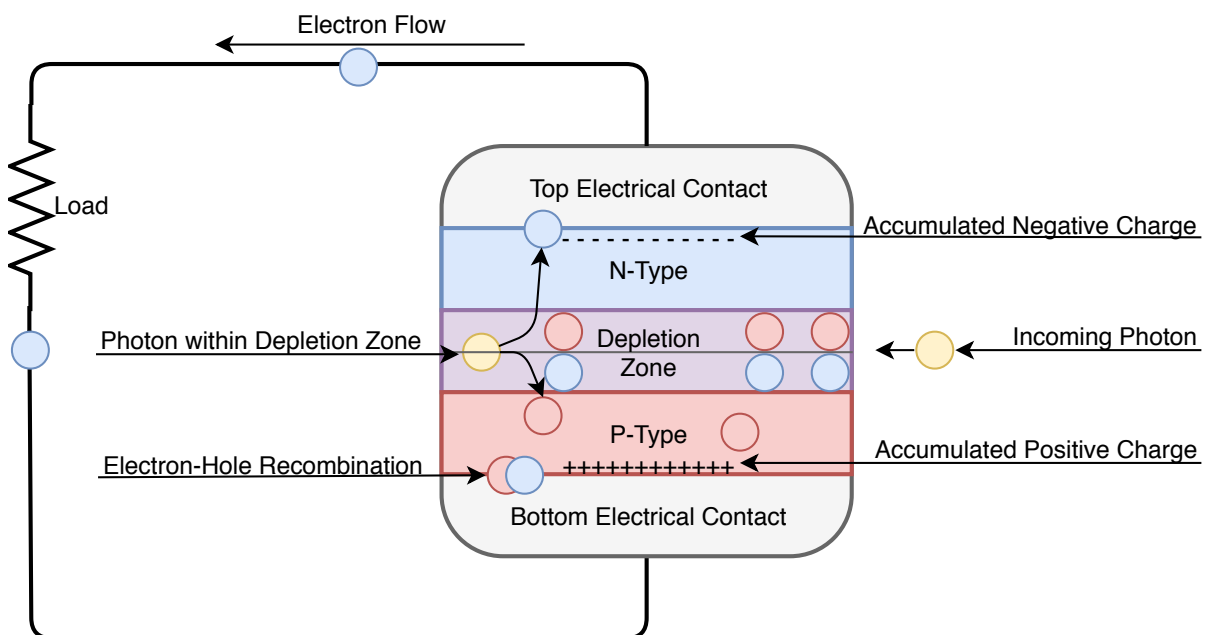 Electron Flow
Top Electrical Contact
Load
Accumulated Negative Charge
- - - - - - - - - - - - -
N-Type
Photon within Depletion Zone
Depletion
Zone
Incoming Photon
P-Type
Accumulated Positive Charge
Electron-Hole Recombination
++++++++++++
Bottom Electrical Contact